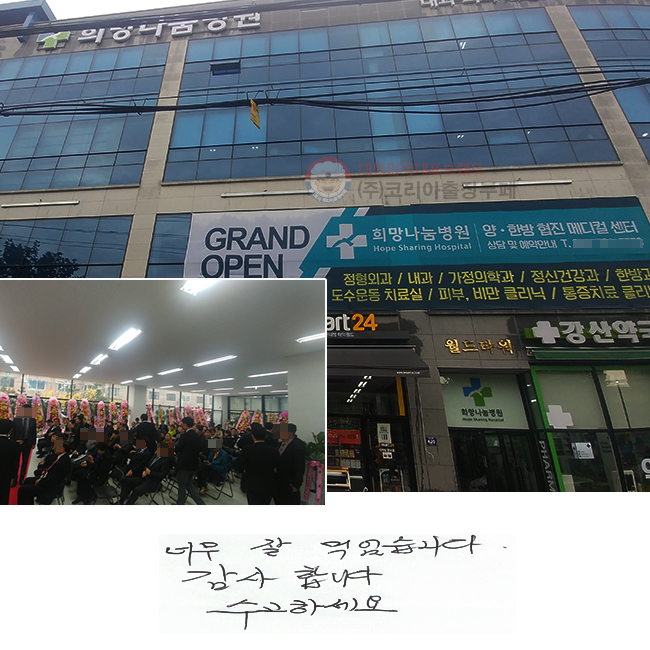 희망나눔병원
(주)코리아출장부페
GRAND
OPEN
희망나눔병원
Hope Sharing Hospital
양·한방 협진 메디컬 센터
상담 및 예약안내 T.
정형외과 / 내과 / 가정의학과 / 정신건강과 / 한방
도수운동 치료실 / 피부, 비만 클리닉 / 통증치료 클리
art24
월드타워
강산약국
희망나눔병원
Hope Sharing Hospital
PHARM
너무 잘 먹었습니다.
감사 합니다
수고하세요